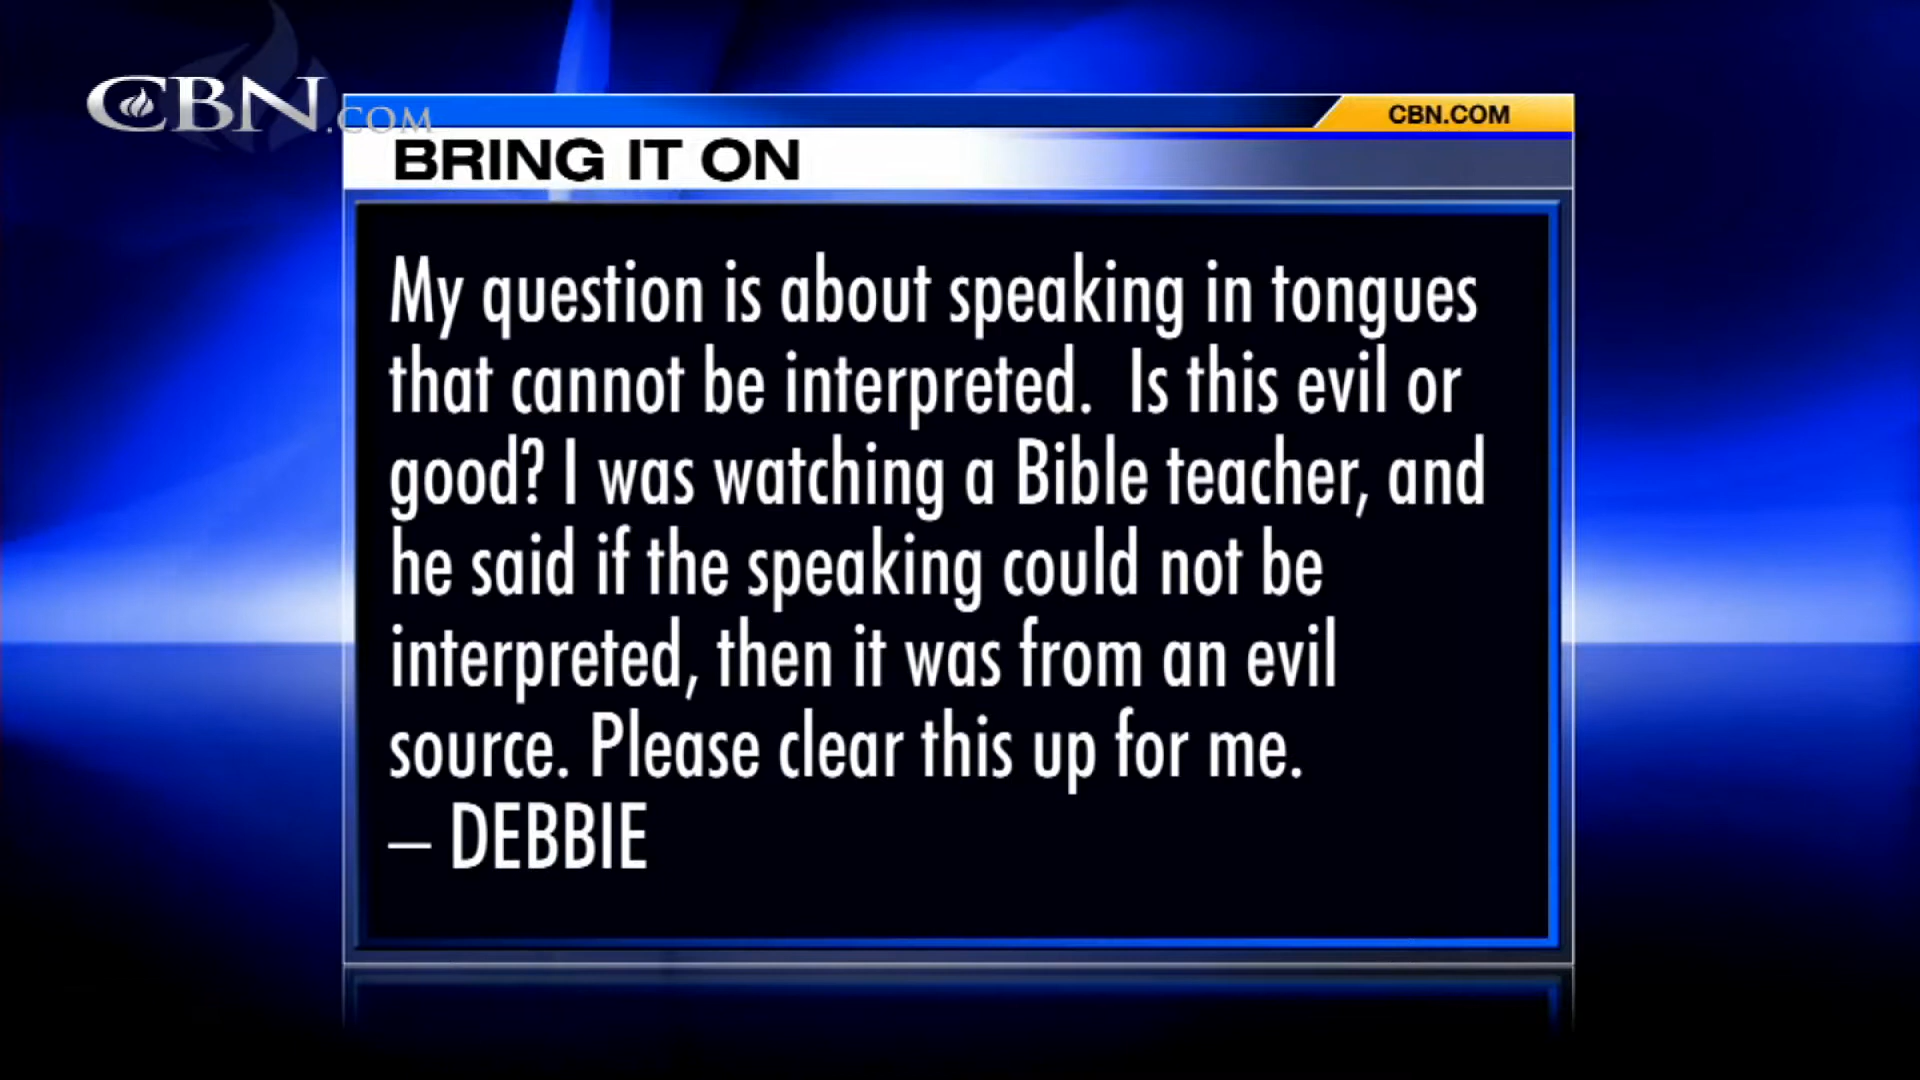 CBN.COM
CBN.COM
BRING IT ON
My question is about speaking in tongues
that cannot be interpreted.  Is this evil or
good? I was watching a Bible teacher, and
he said if the speaking could not be
interpreted, then it was from an evil
source. Please clear this up for me.
– DEBBIE